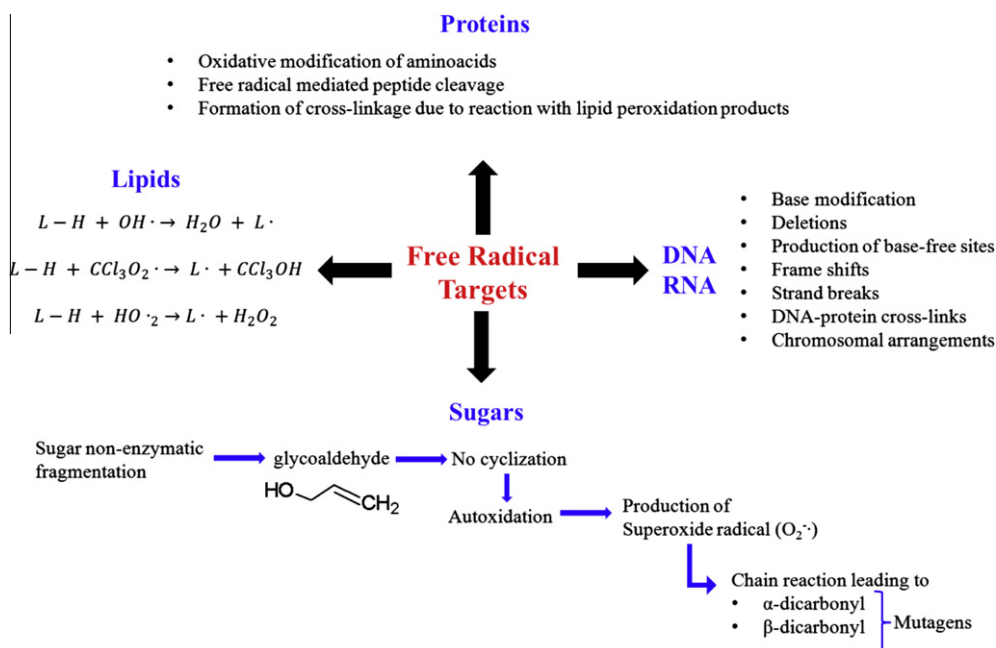 Proteins
• Oxidative modification of aminoacids
• Free radical mediated peptide cleavage
• Formation of cross-linkage due to reaction with lipid peroxidation products
Lipids
L − H + OH · → H₂O + L ·
L − H + CCl₃O₂ · → L · + CCl₃OH
L − H + HO ·₂ → L · + H₂O₂
Free Radical
Targets
DNA
RNA
• Base modification
• Deletions
• Production of base-free sites
• Frame shifts
• Strand breaks
• DNA-protein cross-links
• Chromosomal arrangements
Sugars
Sugar non-enzymatic
fragmentation
glycoaldehyde
HO
CH₂
No cyclization
Autoxidation
Production of
Superoxide radical (O₂⁻·)
Chain reaction leading to
• α-dicarbonyl
• β-dicarbonyl
Mutagens